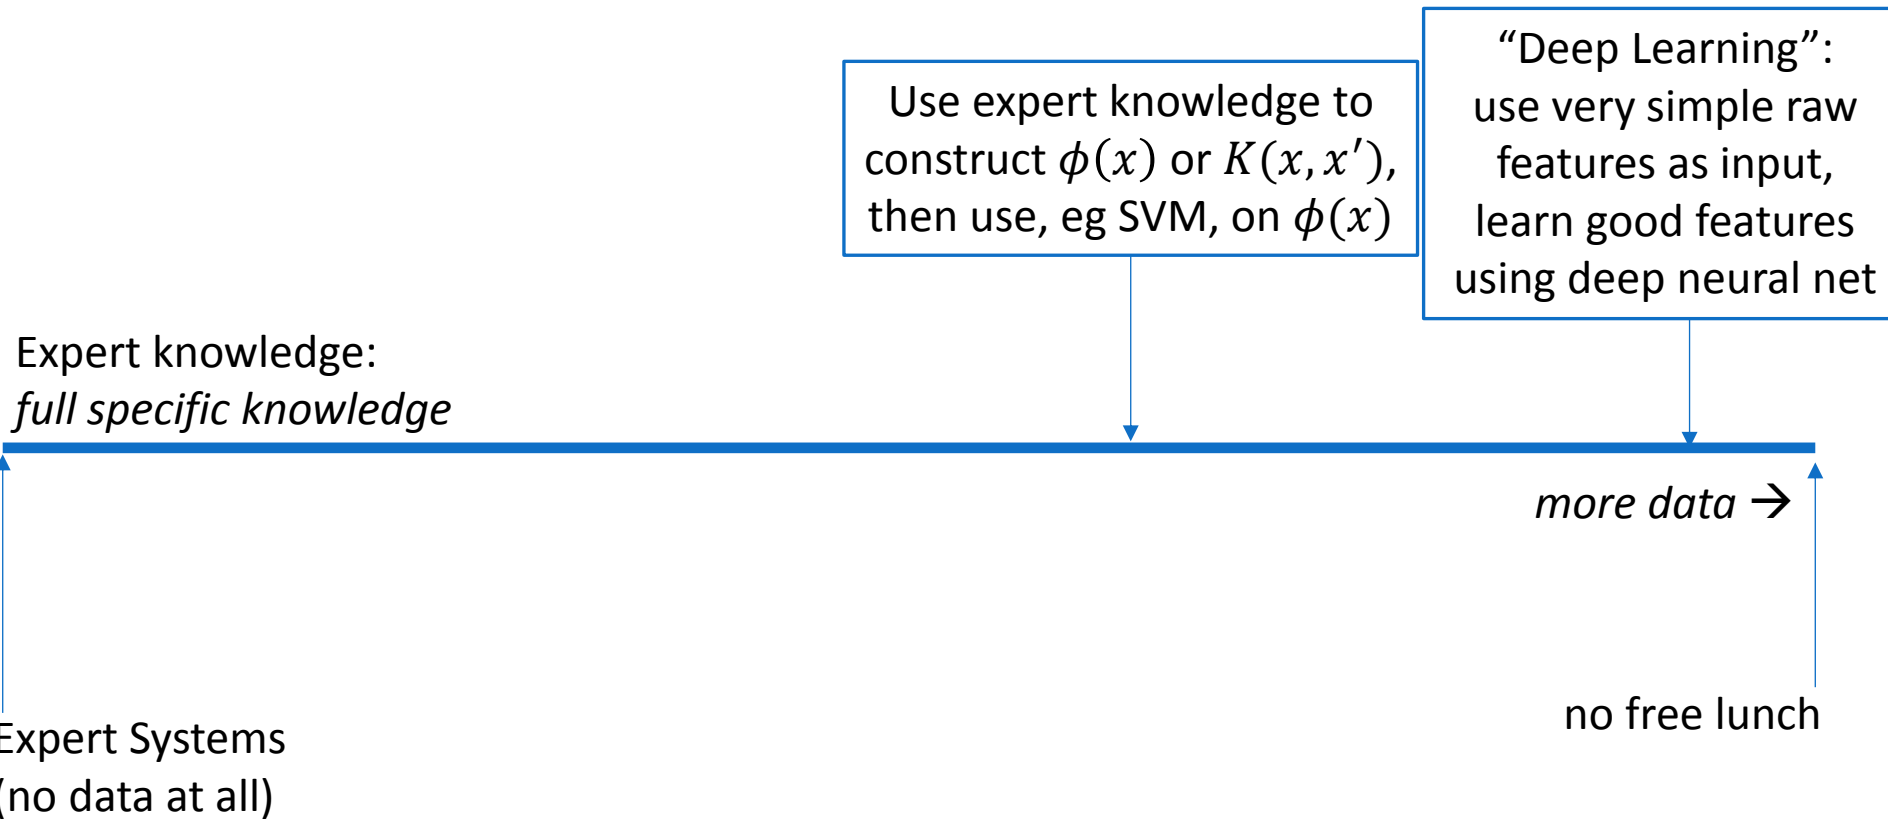 “Deep Learning”:
use very simple raw
features as input,
learn good features
using deep neural net
Use expert knowledge to
construct ϕ(x) or K(x, x′),
then use, eg SVM, on ϕ(x)
Expert knowledge:
full specific knowledge
more data →
no free lunch
Expert Systems
(no data at all)